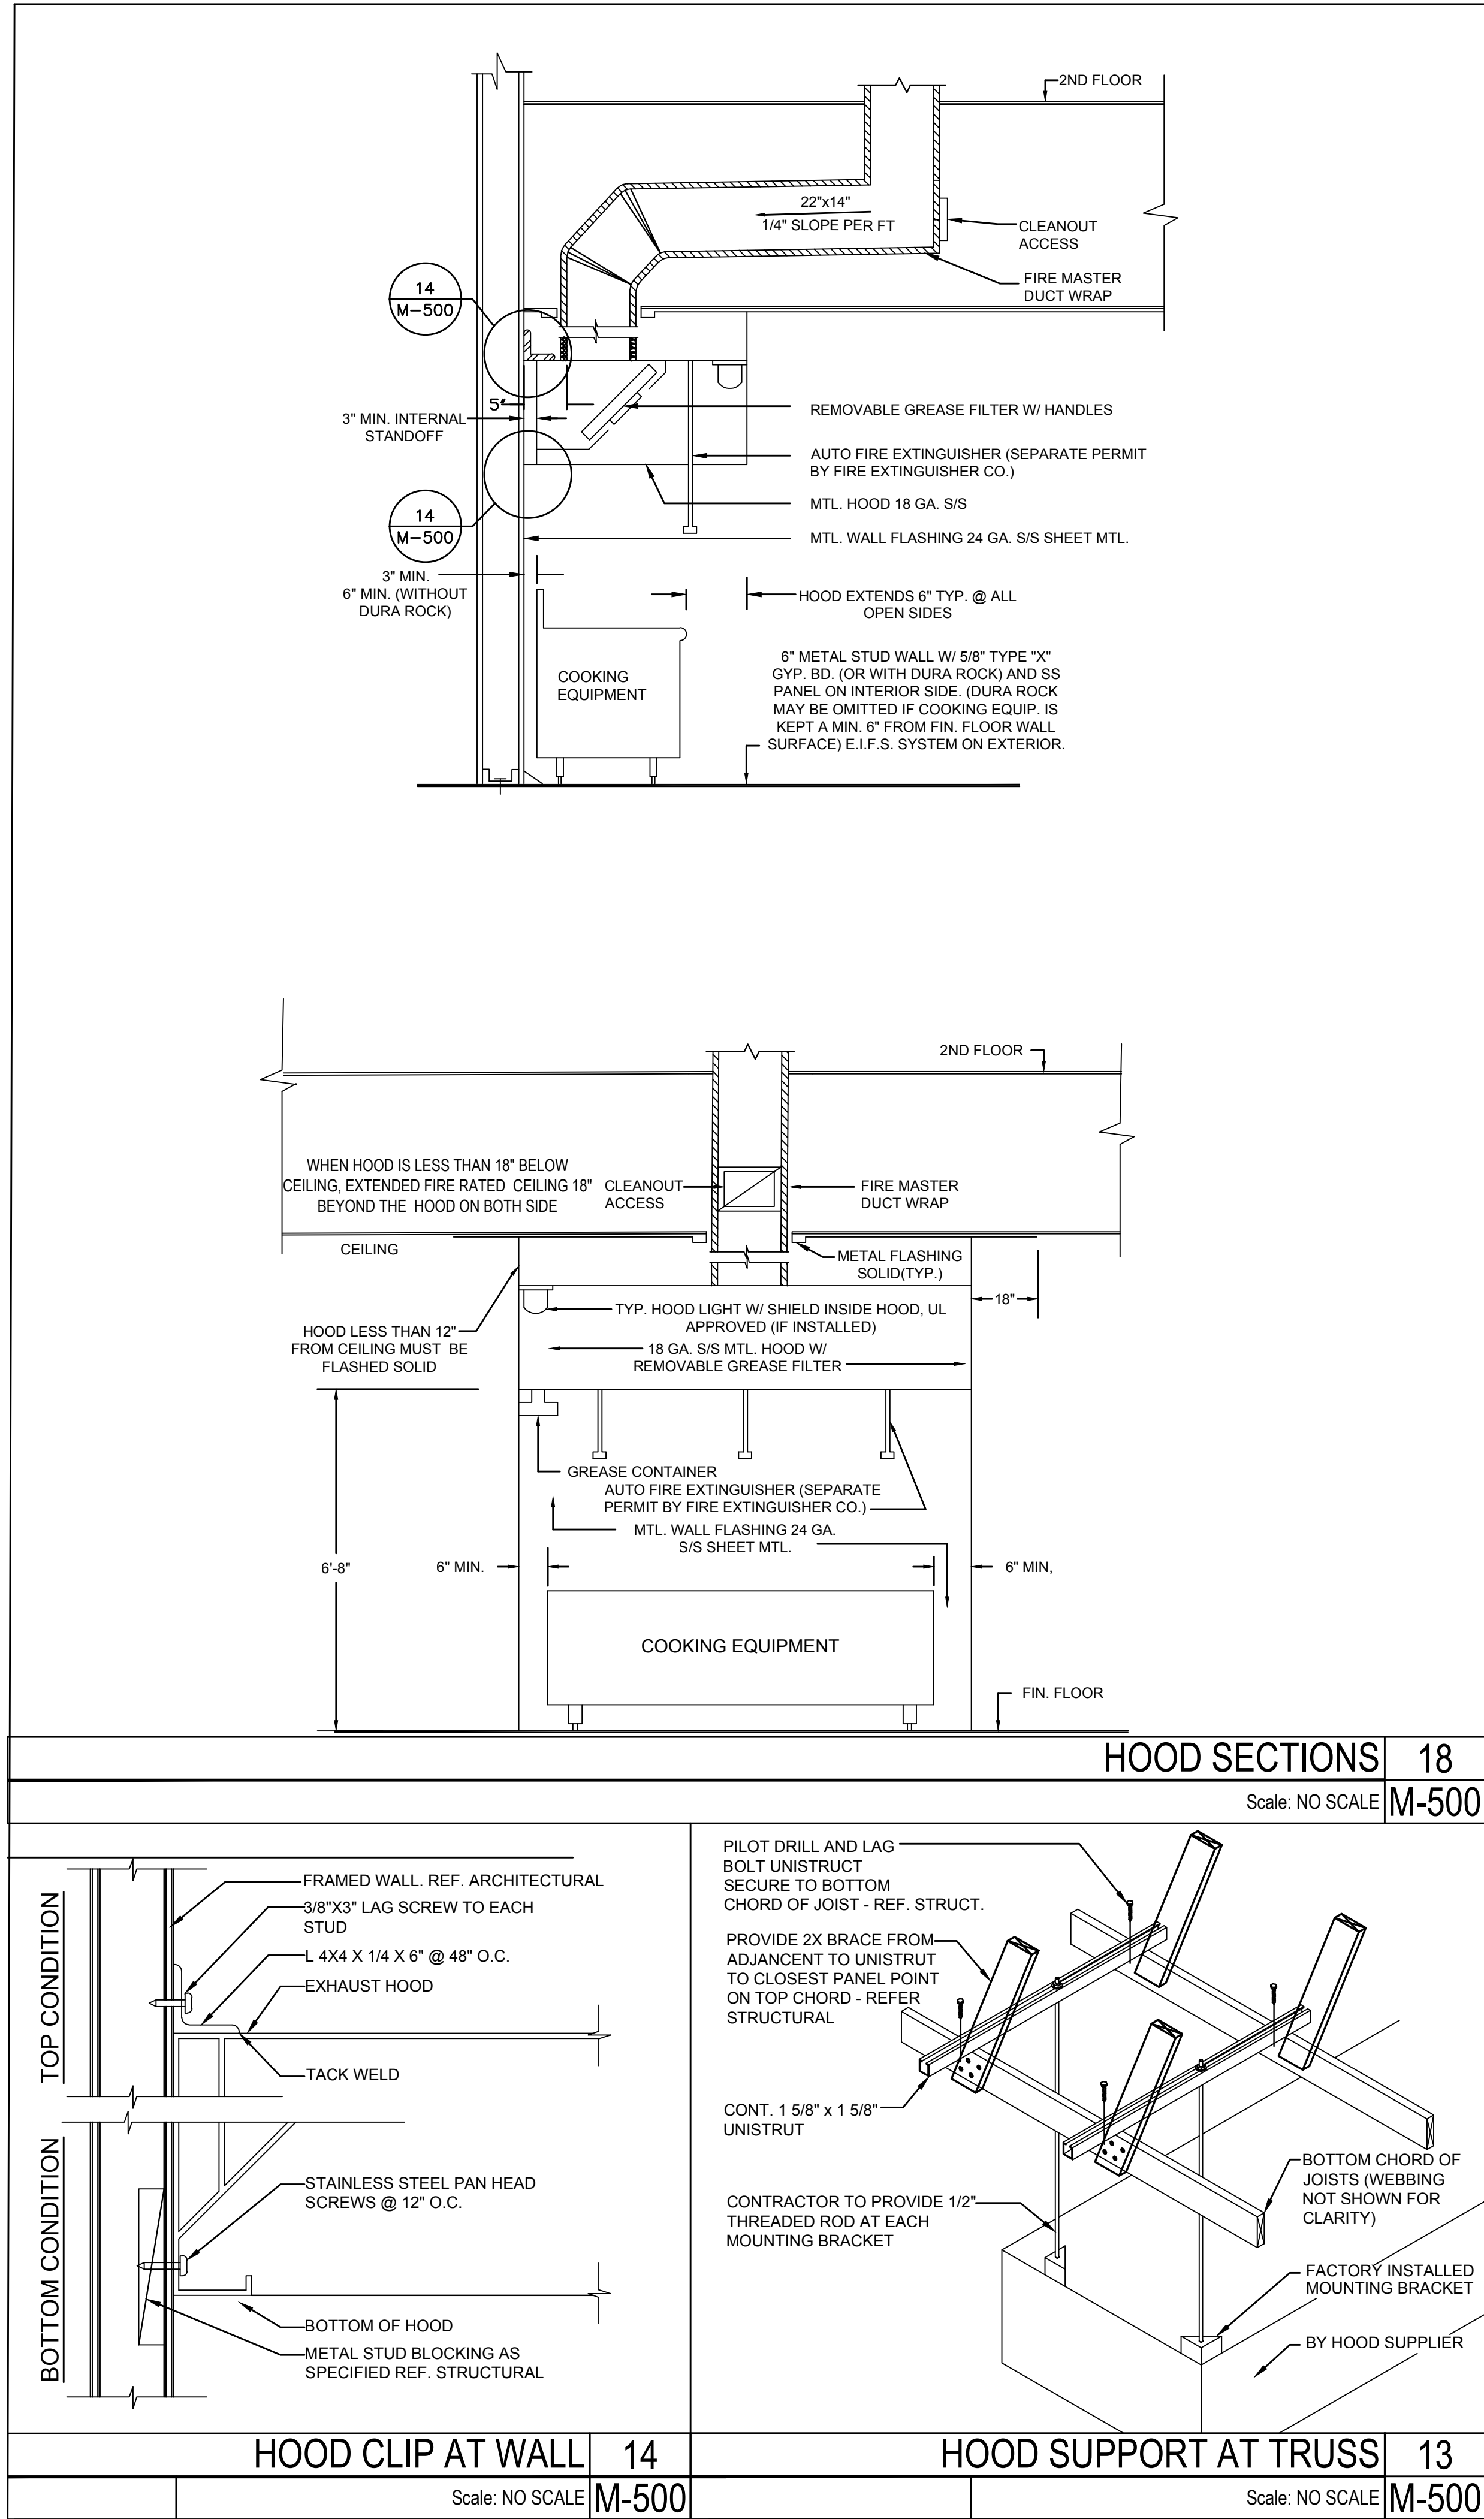 2ND FLOOR
22"x14"
1/4" SLOPE PER FT
CLEANOUT
ACCESS
FIRE MASTER
DUCT WRAP
14
M-500
5"
3" MIN. INTERNAL
STANDOFF
REMOVABLE GREASE FILTER W/ HANDLES
AUTO FIRE EXTINGUISHER (SEPARATE PERMIT
BY FIRE EXTINGUISHER CO.)
MTL. HOOD 18 GA. S/S
14
M-500
MTL. WALL FLASHING 24 GA. S/S SHEET MTL.
3" MIN.
6" MIN. (WITHOUT
DURA ROCK)
HOOD EXTENDS 6" TYP. @ ALL
OPEN SIDES
COOKING
EQUIPMENT
6" METAL STUD WALL W/ 5/8" TYPE "X"
GYP. BD. (OR WITH DURA ROCK) AND SS
PANEL ON INTERIOR SIDE. (DURA ROCK
MAY BE OMITTED IF COOKING EQUIP. IS
KEPT A MIN. 6" FROM FIN. FLOOR WALL
SURFACE) E.I.F.S. SYSTEM ON EXTERIOR.
2ND FLOOR
WHEN HOOD IS LESS THAN 18" BELOW
CEILING, EXTENDED FIRE RATED CEILING 18"
BEYOND THE HOOD ON BOTH SIDE
CLEANOUT
ACCESS
FIRE MASTER
DUCT WRAP
CEILING
METAL FLASHING
SOLID(TYP.)
18"
TYP. HOOD LIGHT W/ SHIELD INSIDE HOOD, UL
APPROVED (IF INSTALLED)
HOOD LESS THAN 12"
FROM CEILING MUST BE
FLASHED SOLID
18 GA. S/S MTL. HOOD W/
REMOVABLE GREASE FILTER
GREASE CONTAINER
AUTO FIRE EXTINGUISHER (SEPARATE
PERMIT BY FIRE EXTINGUISHER CO.)
MTL. WALL FLASHING 24 GA.
S/S SHEET MTL.
6'-8"
6" MIN.
6" MIN,
COOKING EQUIPMENT
FIN. FLOOR
HOOD SECTIONS
18
Scale: NO SCALE
M-500
TOP CONDITION
FRAMED WALL. REF. ARCHITECTURAL
3/8"X3" LAG SCREW TO EACH
STUD
L 4X4 X 1/4 X 6" @ 48" O.C.
EXHAUST HOOD
TACK WELD
BOTTOM CONDITION
STAINLESS STEEL PAN HEAD
SCREWS @ 12" O.C.
BOTTOM OF HOOD
METAL STUD BLOCKING AS
SPECIFIED REF. STRUCTURAL
HOOD CLIP AT WALL
14
Scale: NO SCALE
M-500
PILOT DRILL AND LAG
BOLT UNISTRUCT
SECURE TO BOTTOM
CHORD OF JOIST - REF. STRUCT.
PROVIDE 2X BRACE FROM
ADJANCENT TO UNISTRUT
TO CLOSEST PANEL POINT
ON TOP CHORD - REFER
STRUCTURAL
CONT. 1 5/8" x 1 5/8"
UNISTRUT
CONTRACTOR TO PROVIDE 1/2"
THREADED ROD AT EACH
MOUNTING BRACKET
BOTTOM CHORD OF
JOISTS (WEBBING
NOT SHOWN FOR
CLARITY)
FACTORY INSTALLED
MOUNTING BRACKET
BY HOOD SUPPLIER
HOOD SUPPORT AT TRUSS
13
Scale: NO SCALE
M-500